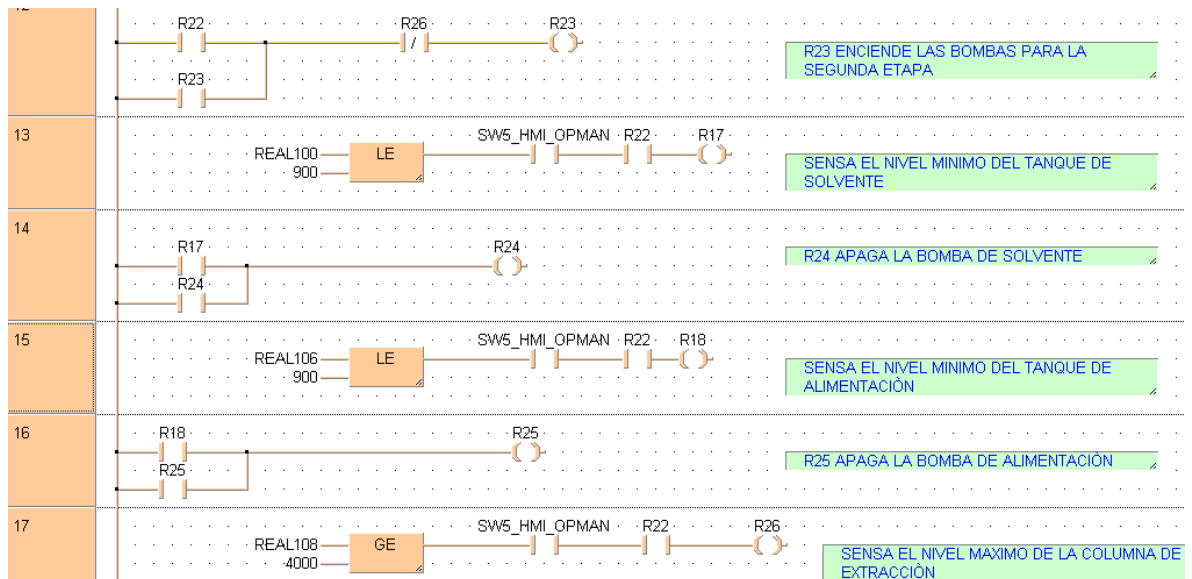 12
R22 R26 R23
/
R23 ENCIENDE LAS BOMBAS PARA LA
SEGUNDA ETAPA
R23
13
SW5_HMI_OPMAN R22 R17
REAL100 LE
900
SENSA EL NIVEL MINIMO DEL TANQUE DE
SOLVENTE
14
R17 R24
R24 APAGA LA BOMBA DE SOLVENTE
R24
15
SW5_HMI_OPMAN R22 R18
REAL106 LE
900
SENSA EL NIVEL MINIMO DEL TANQUE DE
ALIMENTACIÒN
16
R18 R25
R25 APAGA LA BOMBA DE ALIMENTACIÒN
R25
17
SW5_HMI_OPMAN R22 R26
REAL108 GE
4000
SENSA EL NIVEL MAXIMO DE LA COLUMNA DE
EXTRACCIÒN